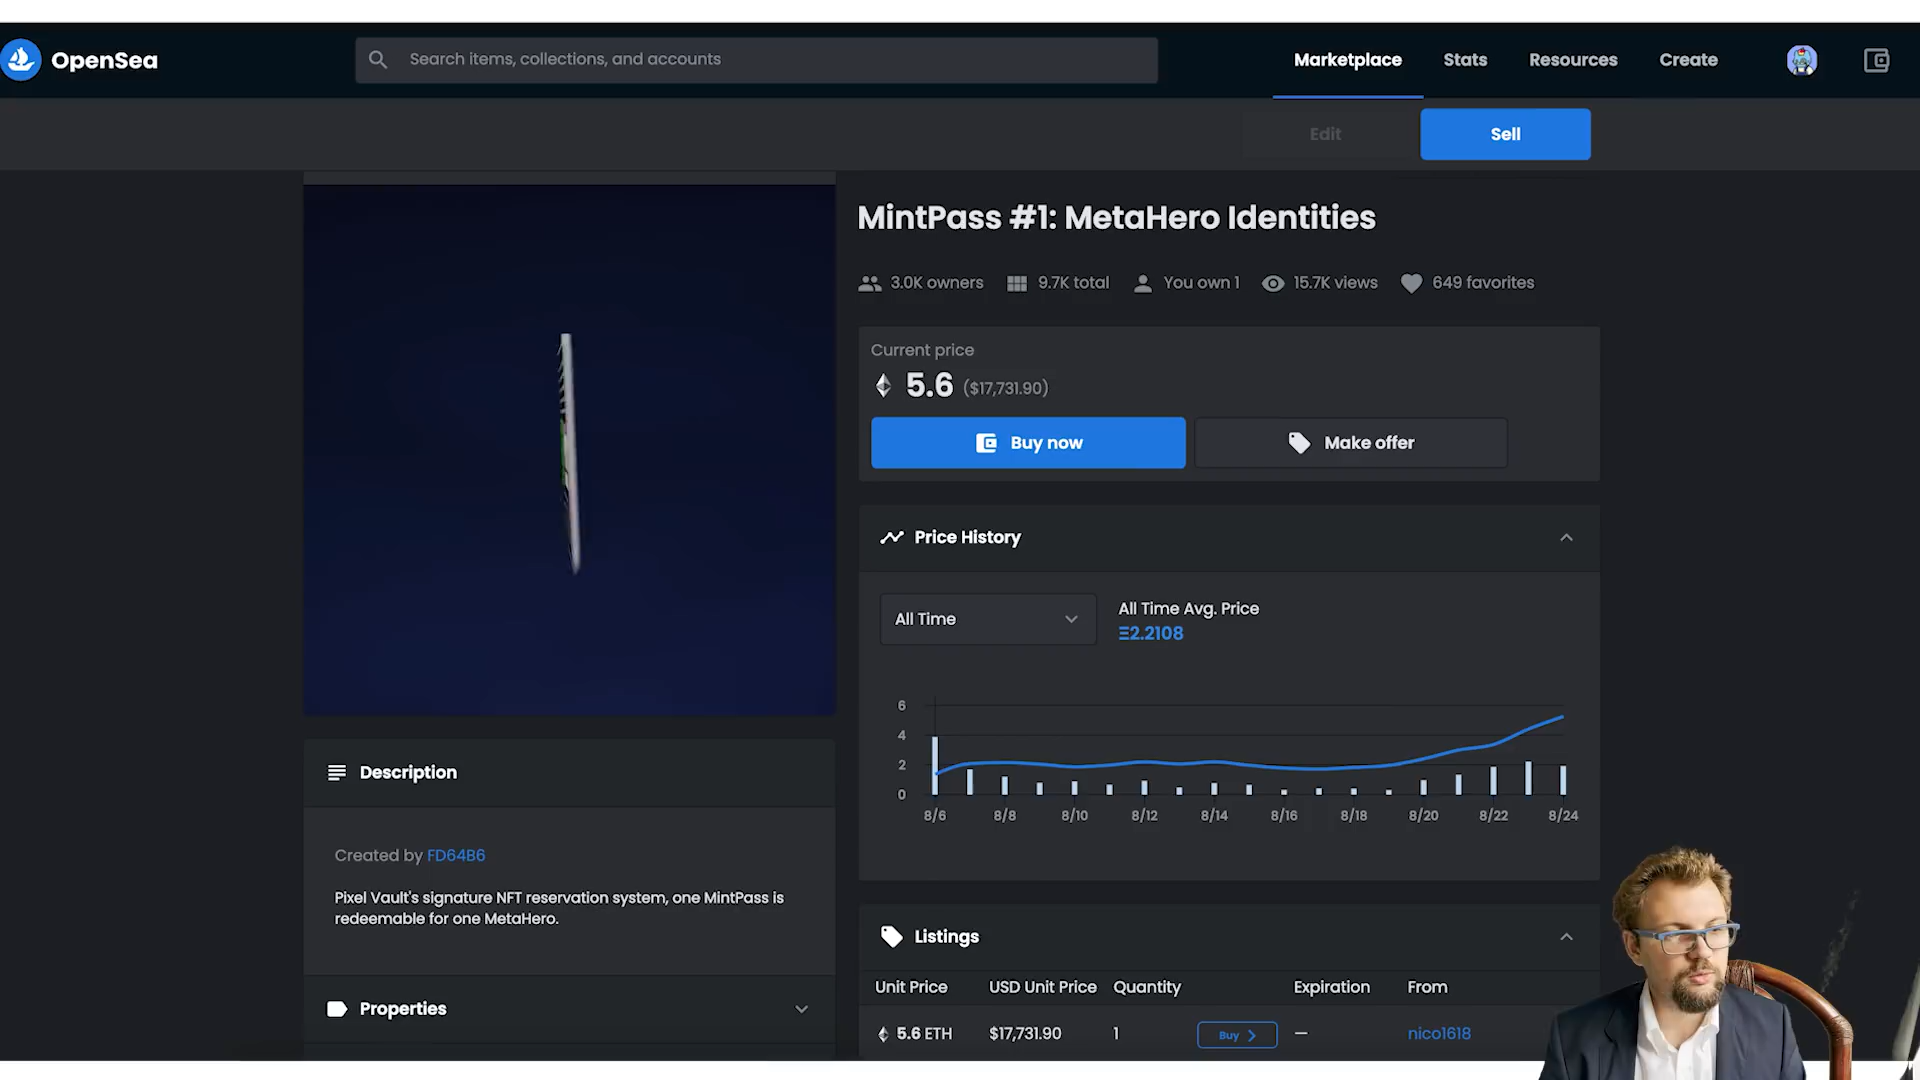 OpenSea
Search items, collections, and accounts
Marketplace
Stats
Resources
Create
Edit
Sell
MintPass #1: MetaHero Identities
3.0K owners
9.7K total
You own 1
15.7K views
649 favorites
Current price
5.6 ($17,731.90)
Buy now
Make offer
Price History
All Time
All Time Avg. Price
Ξ2.2108
6
4
2
0
8/6 8/8 8/10 8/12 8/14 8/16 8/18 8/20 8/22 8/24
Description
Created by FD64B6
Pixel Vault's signature NFT reservation system, one MintPass is
redeemable for one MetaHero.
Properties
Listings
Unit Price USD Unit Price Quantity Expiration From
5.6 ETH $17,731.90 1 Buy — nico1618